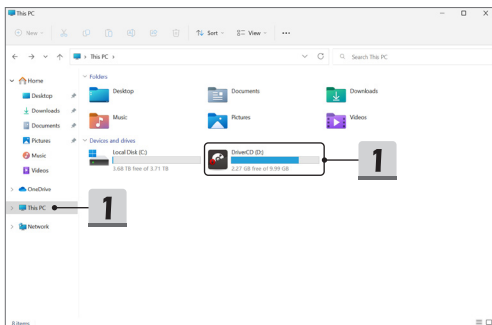 This PC
New
Sort
View
This PC
Search This PC
Home
Desktop
Downloads
Documents
Pictures
Music
Videos
OneDrive
This PC
Network
Folders
Desktop
Documents
Downloads
Music
Pictures
Videos
Devices and drives
Local Disk (C:)
3.68 TB free of 3.71 TB
DriverCD (D:)
2.27 GB free of 9.99 GB
1
1
8 items